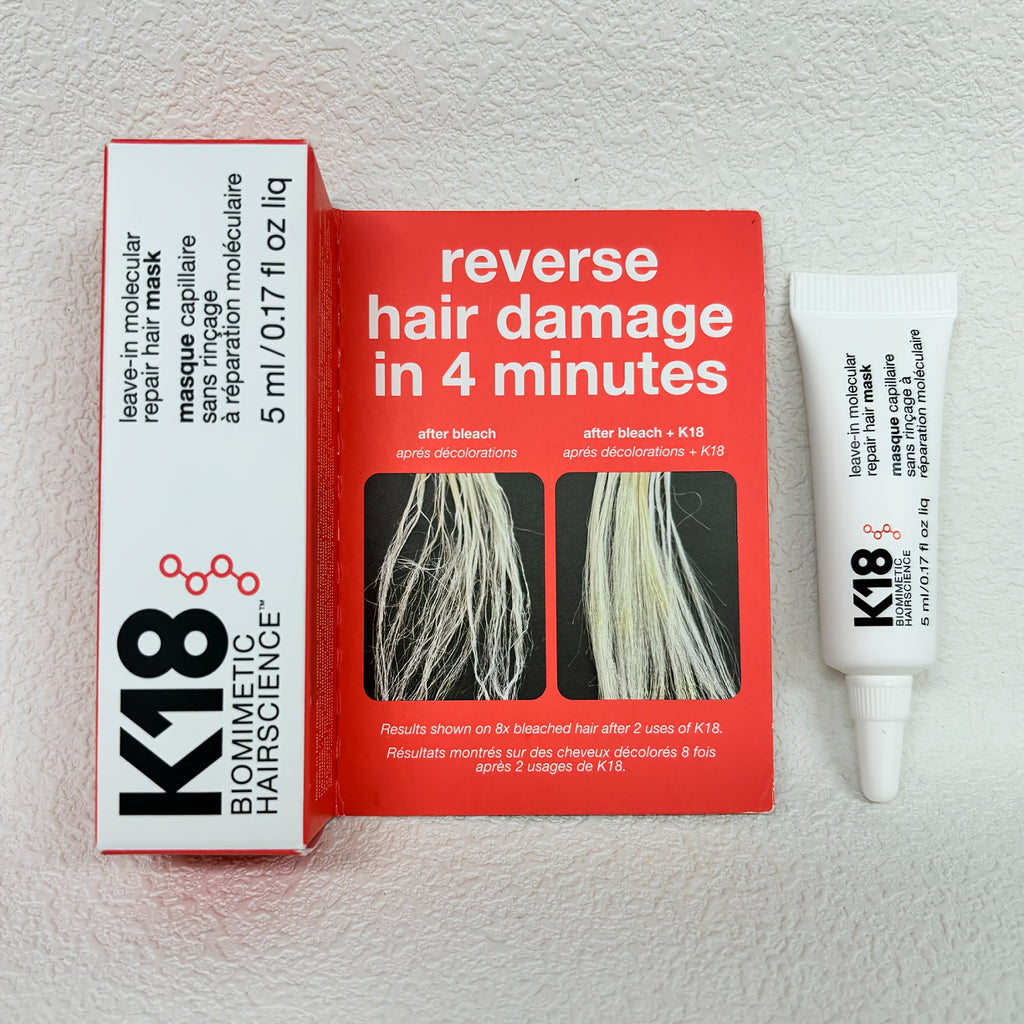 leave-in molecular
repair hair mask
masque capillaire
sans rinçage
à réparation moléculaire
5 ml/0.17 fl oz liq
K18
BIOMIMETIC
HAIRSCIENCE™
reverse
hair damage
in 4 minutes
after bleach
aprés décolorations
after bleach + K18
aprés décolorations + K18
Results shown on 8x bleached hair after 2 uses of K18.
Résultats montrés sur des cheveux décolorés 8 fois
après 2 usages de K18.
leave-in molecular
repair hair mask
masque capillaire
sans rinçage à
réparation moléculaire
K18
BIOMIMETIC
HAIRSCIENCE
5 ml/0.17 fl oz liq